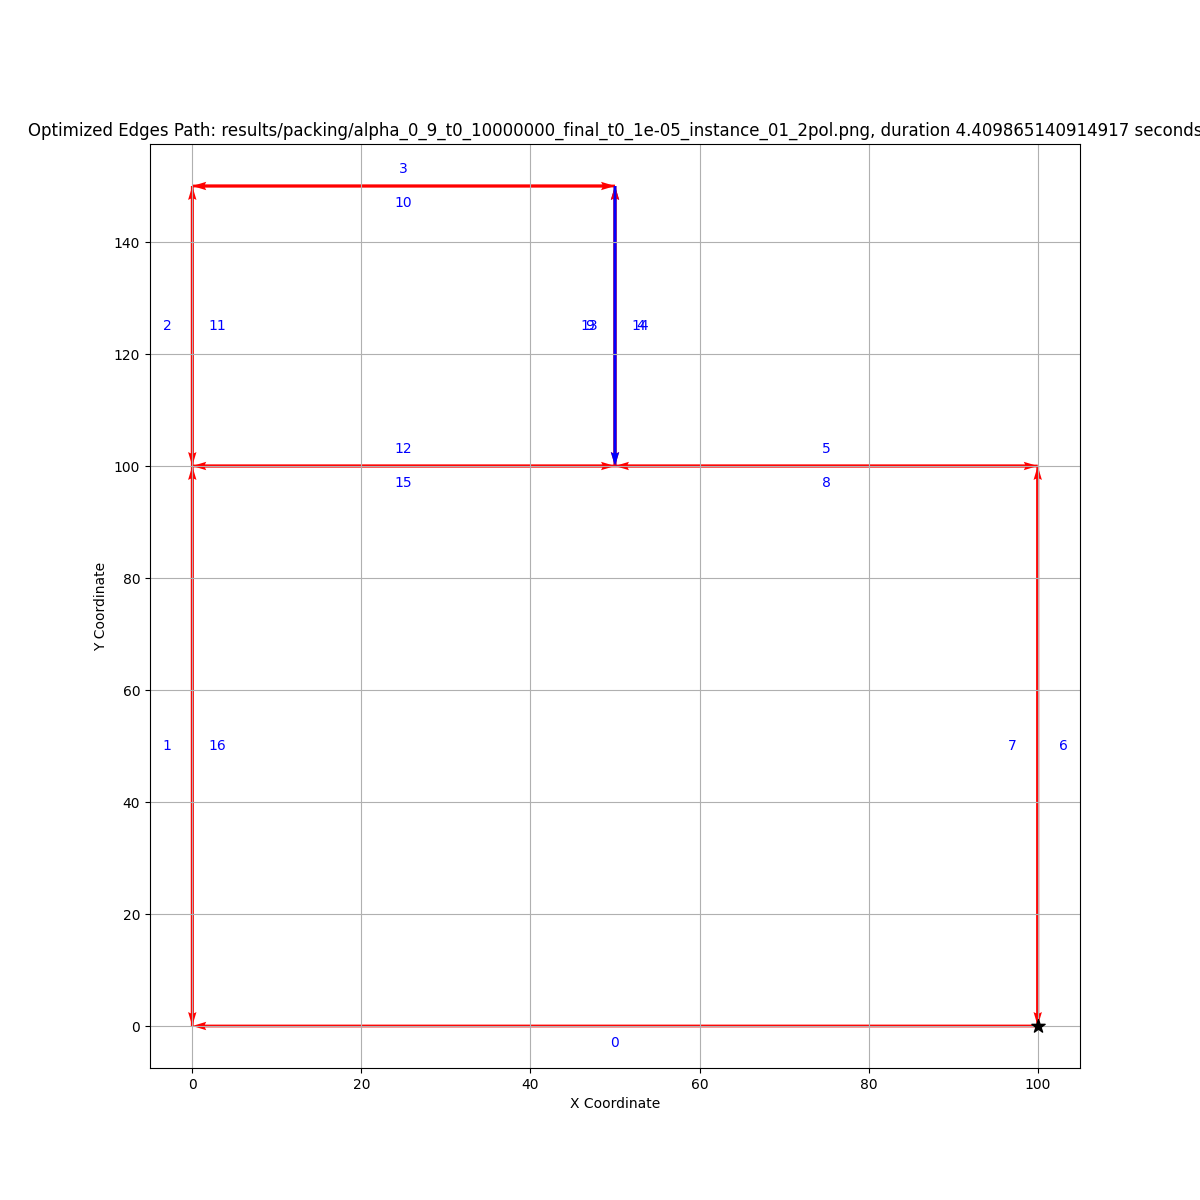 Optimized Edges Path: results/packing/alpha_0_9_t0_10000000_final_t0_1e-05_instance_01_2pol.png, duration 4.409865140914917 seconds
3
10
140
2 11 13 9 14 4
120
12 5
100
15 8
80
Y Coordinate
60
1 16 7 6
40
20
0
0
0 20 40 60 80 100
X Coordinate